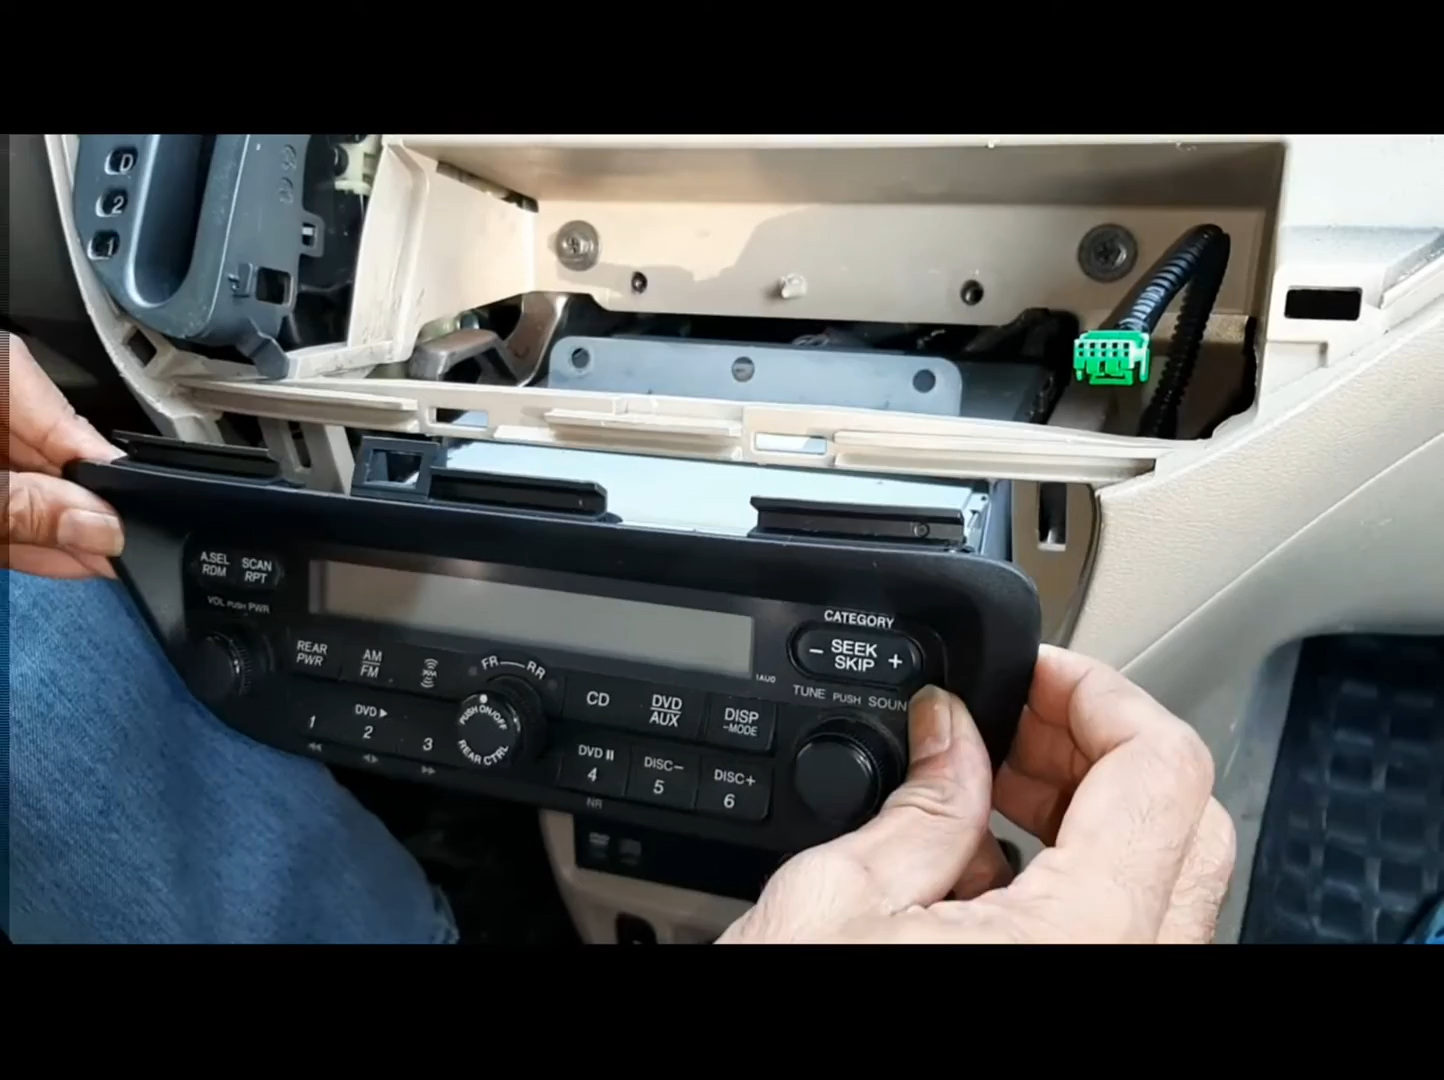 D
2
1
A.SEL
RDM
SCAN
RPT
VOL PUSH PWR
CATEGORY
- SEEK +
SKIP
TUNE PUSH SOUN
REAR
PWR
AM
FM
XM
FR RR
PUSH ON/OFF
REAR CTRL
CD
DVD
AUX
DISP
-MODE
1
DVD ▶
2
3
DVD II
4
DISC-
5
DISC+
6
NR